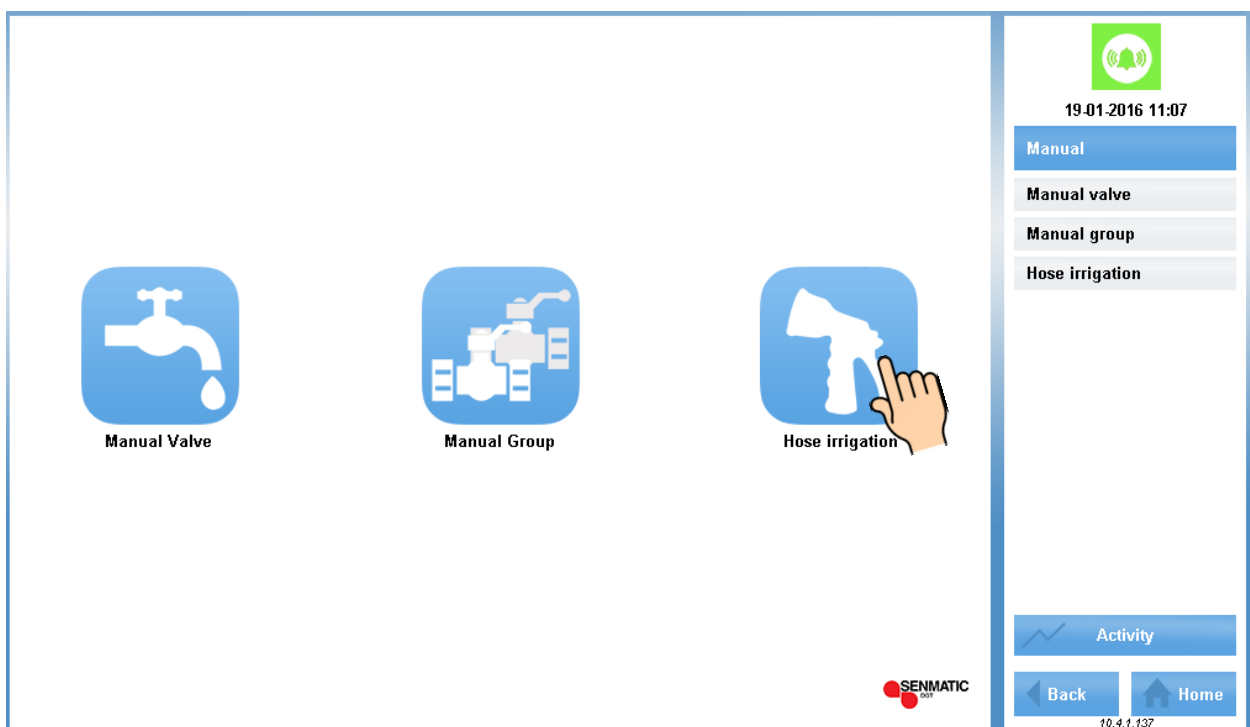 Manual Valve
Manual Group
Hose irrigation
SENMATIC
DGT
19-01-2016 11:07
Manual
Manual valve
Manual group
Hose irrigation
Activity
Back
Home
10.4.1.137